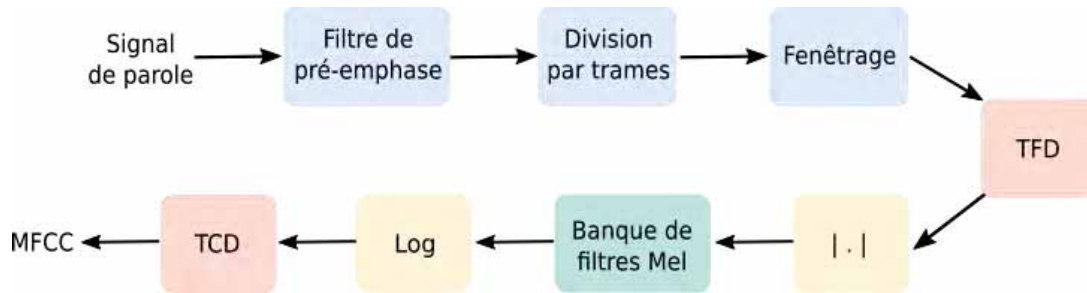 Signal
de parole
Filtre de
pré-emphase
Division
par trames
Fenêtrage
TFD
| . |
Banque de
filtres Mel
Log
TCD
MFCC